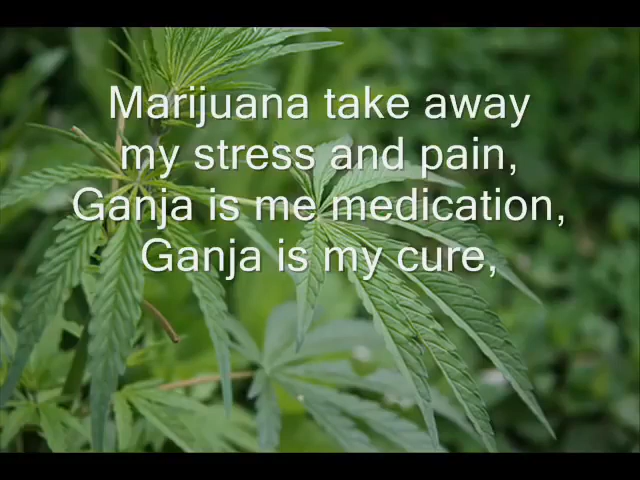 Marijuana take away
my stress and pain,
Ganja is me medication,
Ganja is my cure,